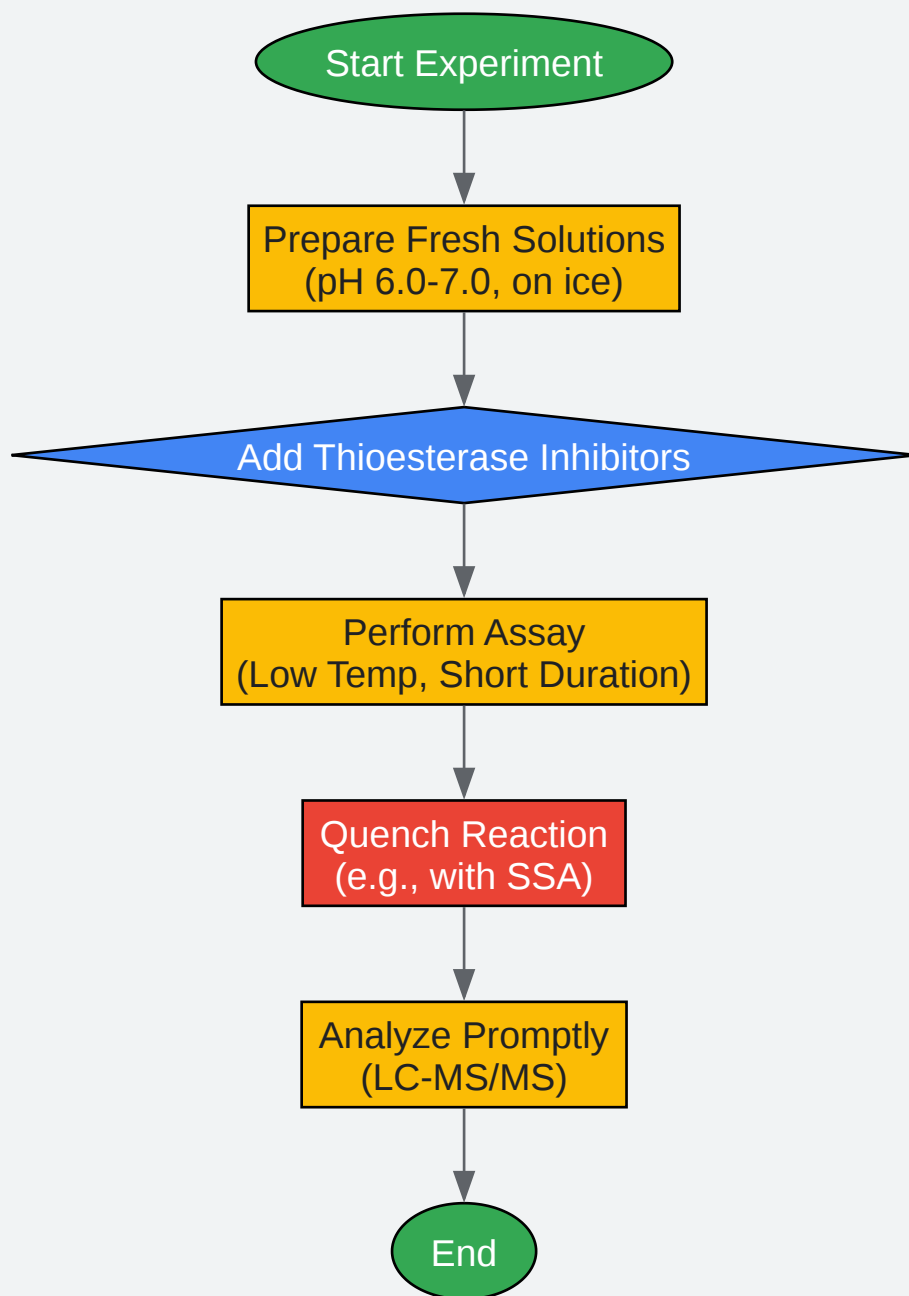 Start Experiment
Prepare Fresh Solutions
(pH 6.0-7.0, on ice)
Add Thioesterase Inhibitors
Perform Assay
(Low Temp, Short Duration)
Quench Reaction
(e.g., with SSA)
Analyze Promptly
(LC-MS/MS)
End